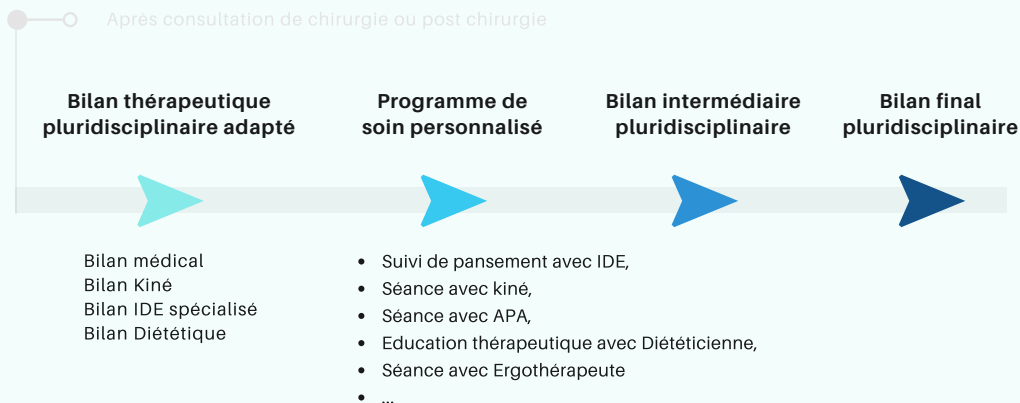 Après consultation de chirurgie ou post chirurgie
Bilan thérapeutique
pluridisciplinaire adapté
Programme de
soin personnalisé
Bilan intermédiaire
pluridisciplinaire
Bilan final
pluridisciplinaire
Bilan médical
Bilan Kiné
Bilan IDE spécialisé
Bilan Diététique
• Suivi de pansement avec IDE,
• Séance avec kiné,
• Séance avec APA,
• Education thérapeutique avec Diététicienne,
• Séance avec Ergothérapeute
• ...